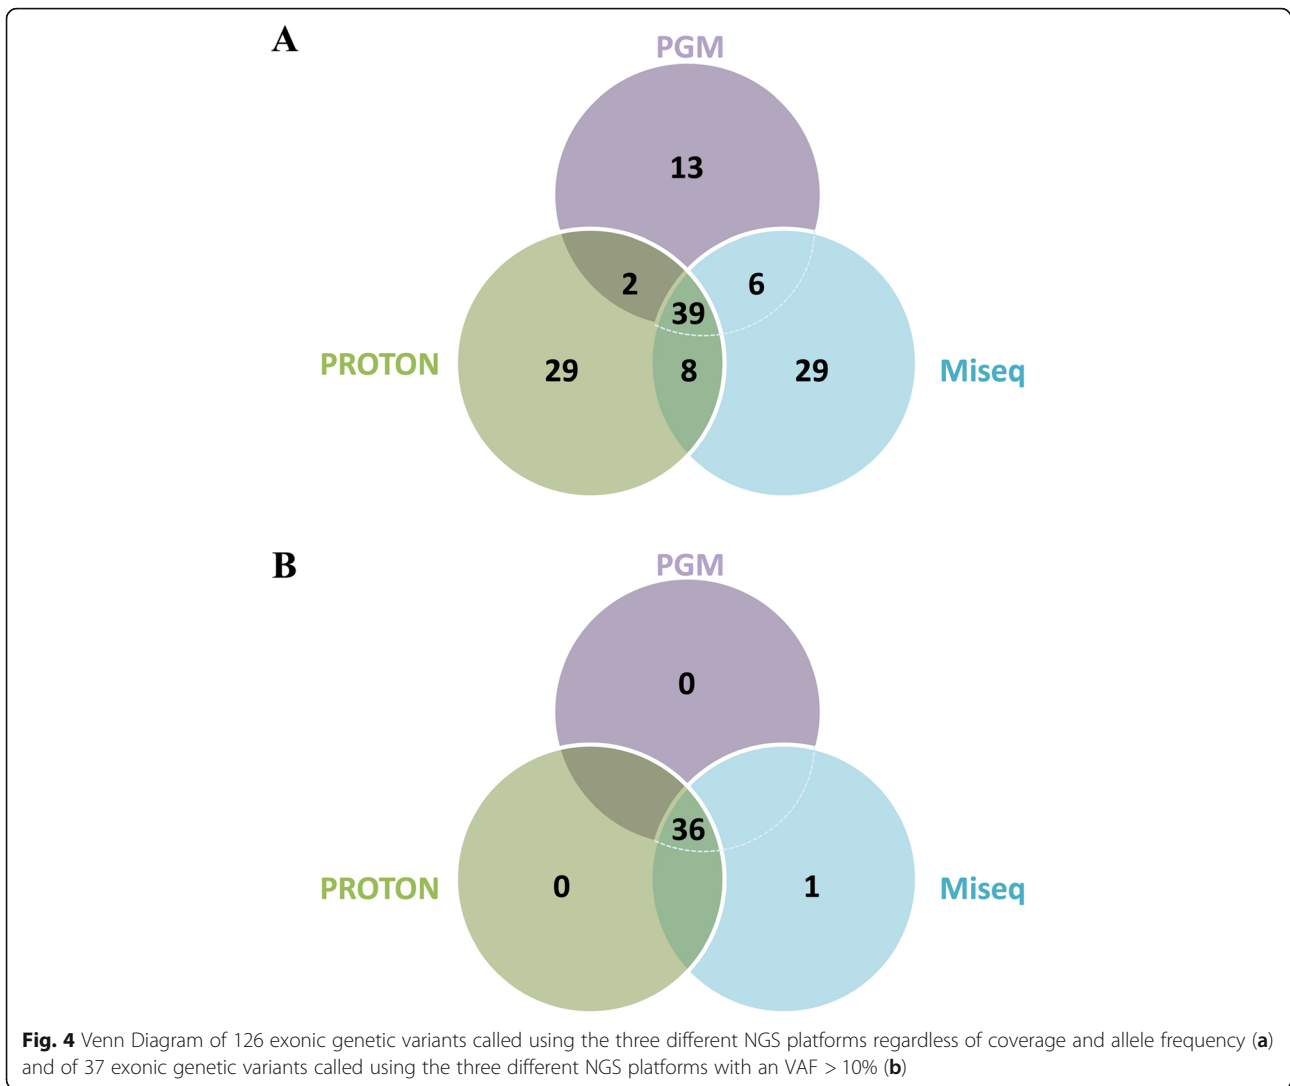 A
PGM
13
2
6
39
PROTON
29
8
29
Miseq
B
PGM
0
36
PROTON
0
1
Miseq
Fig. 4 Venn Diagram of 126 exonic genetic variants called using the three different NGS platforms regardless of coverage and allele frequency (a)
and of 37 exonic genetic variants called using the three different NGS platforms with an VAF > 10% (b)